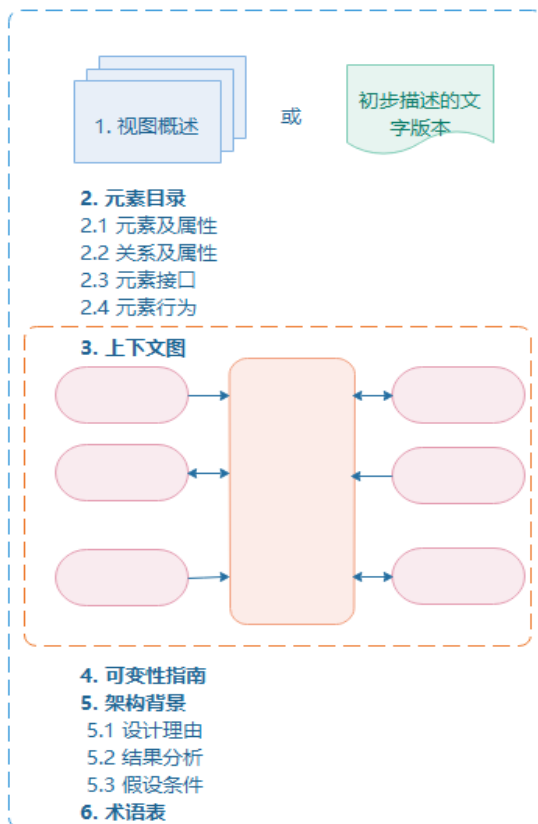 1. 视图概述
或
初步描述的文
字版本
2. 元素目录
2.1 元素及属性
2.2 关系及属性
2.3 元素接口
2.4 元素行为
3. 上下文图
4. 可变性指南
5. 架构背景
5.1 设计理由
5.2 结果分析
5.3 假设条件
6. 术语表